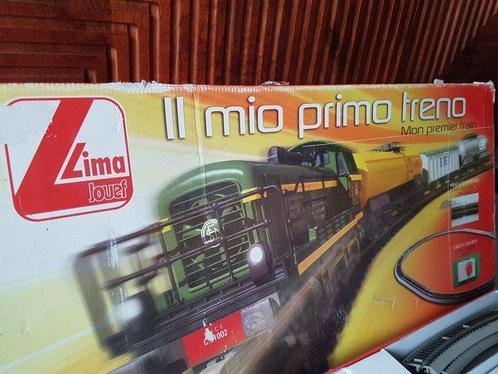 Il mio primo treno
Mon premier train
Lima
Jouef